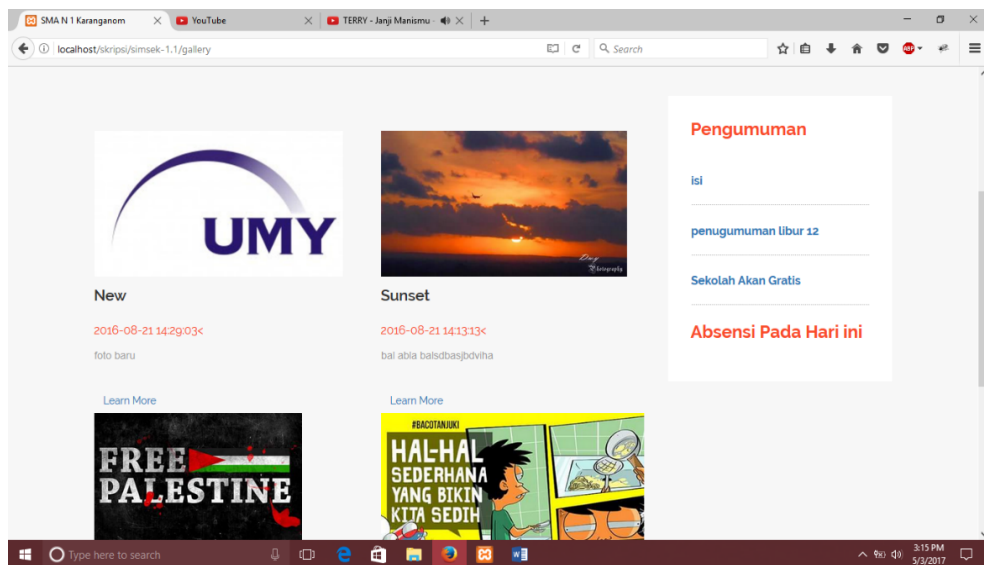 SMA N 1 Karanganom
YouTube
TERRY - Janji Manismu -
localhost/skripsi/simsek-1.1/gallery
Search
ABP
UMY
New
2016-08-21 14:29:03<
foto baru
Learn More
Sunset
2016-08-21 14:13:13<
bal abla balsdbasjbdviha
Learn More
FREE
PALESTINE
#BACOTANJUKI
HAL-HAL
SEDERHANA
YANG BIKIN
KITA SEDIH
Pengumuman
isi
penugumuman libur 12
Sekolah Akan Gratis
Absensi Pada Hari ini
Type here to search
3:15 PM
5/3/2017